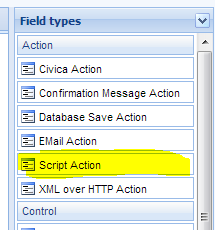 Field types
Action
Civica Action
Confirmation Message Action
Database Save Action
EMail Action
Script Action
XML over HTTP Action
Control